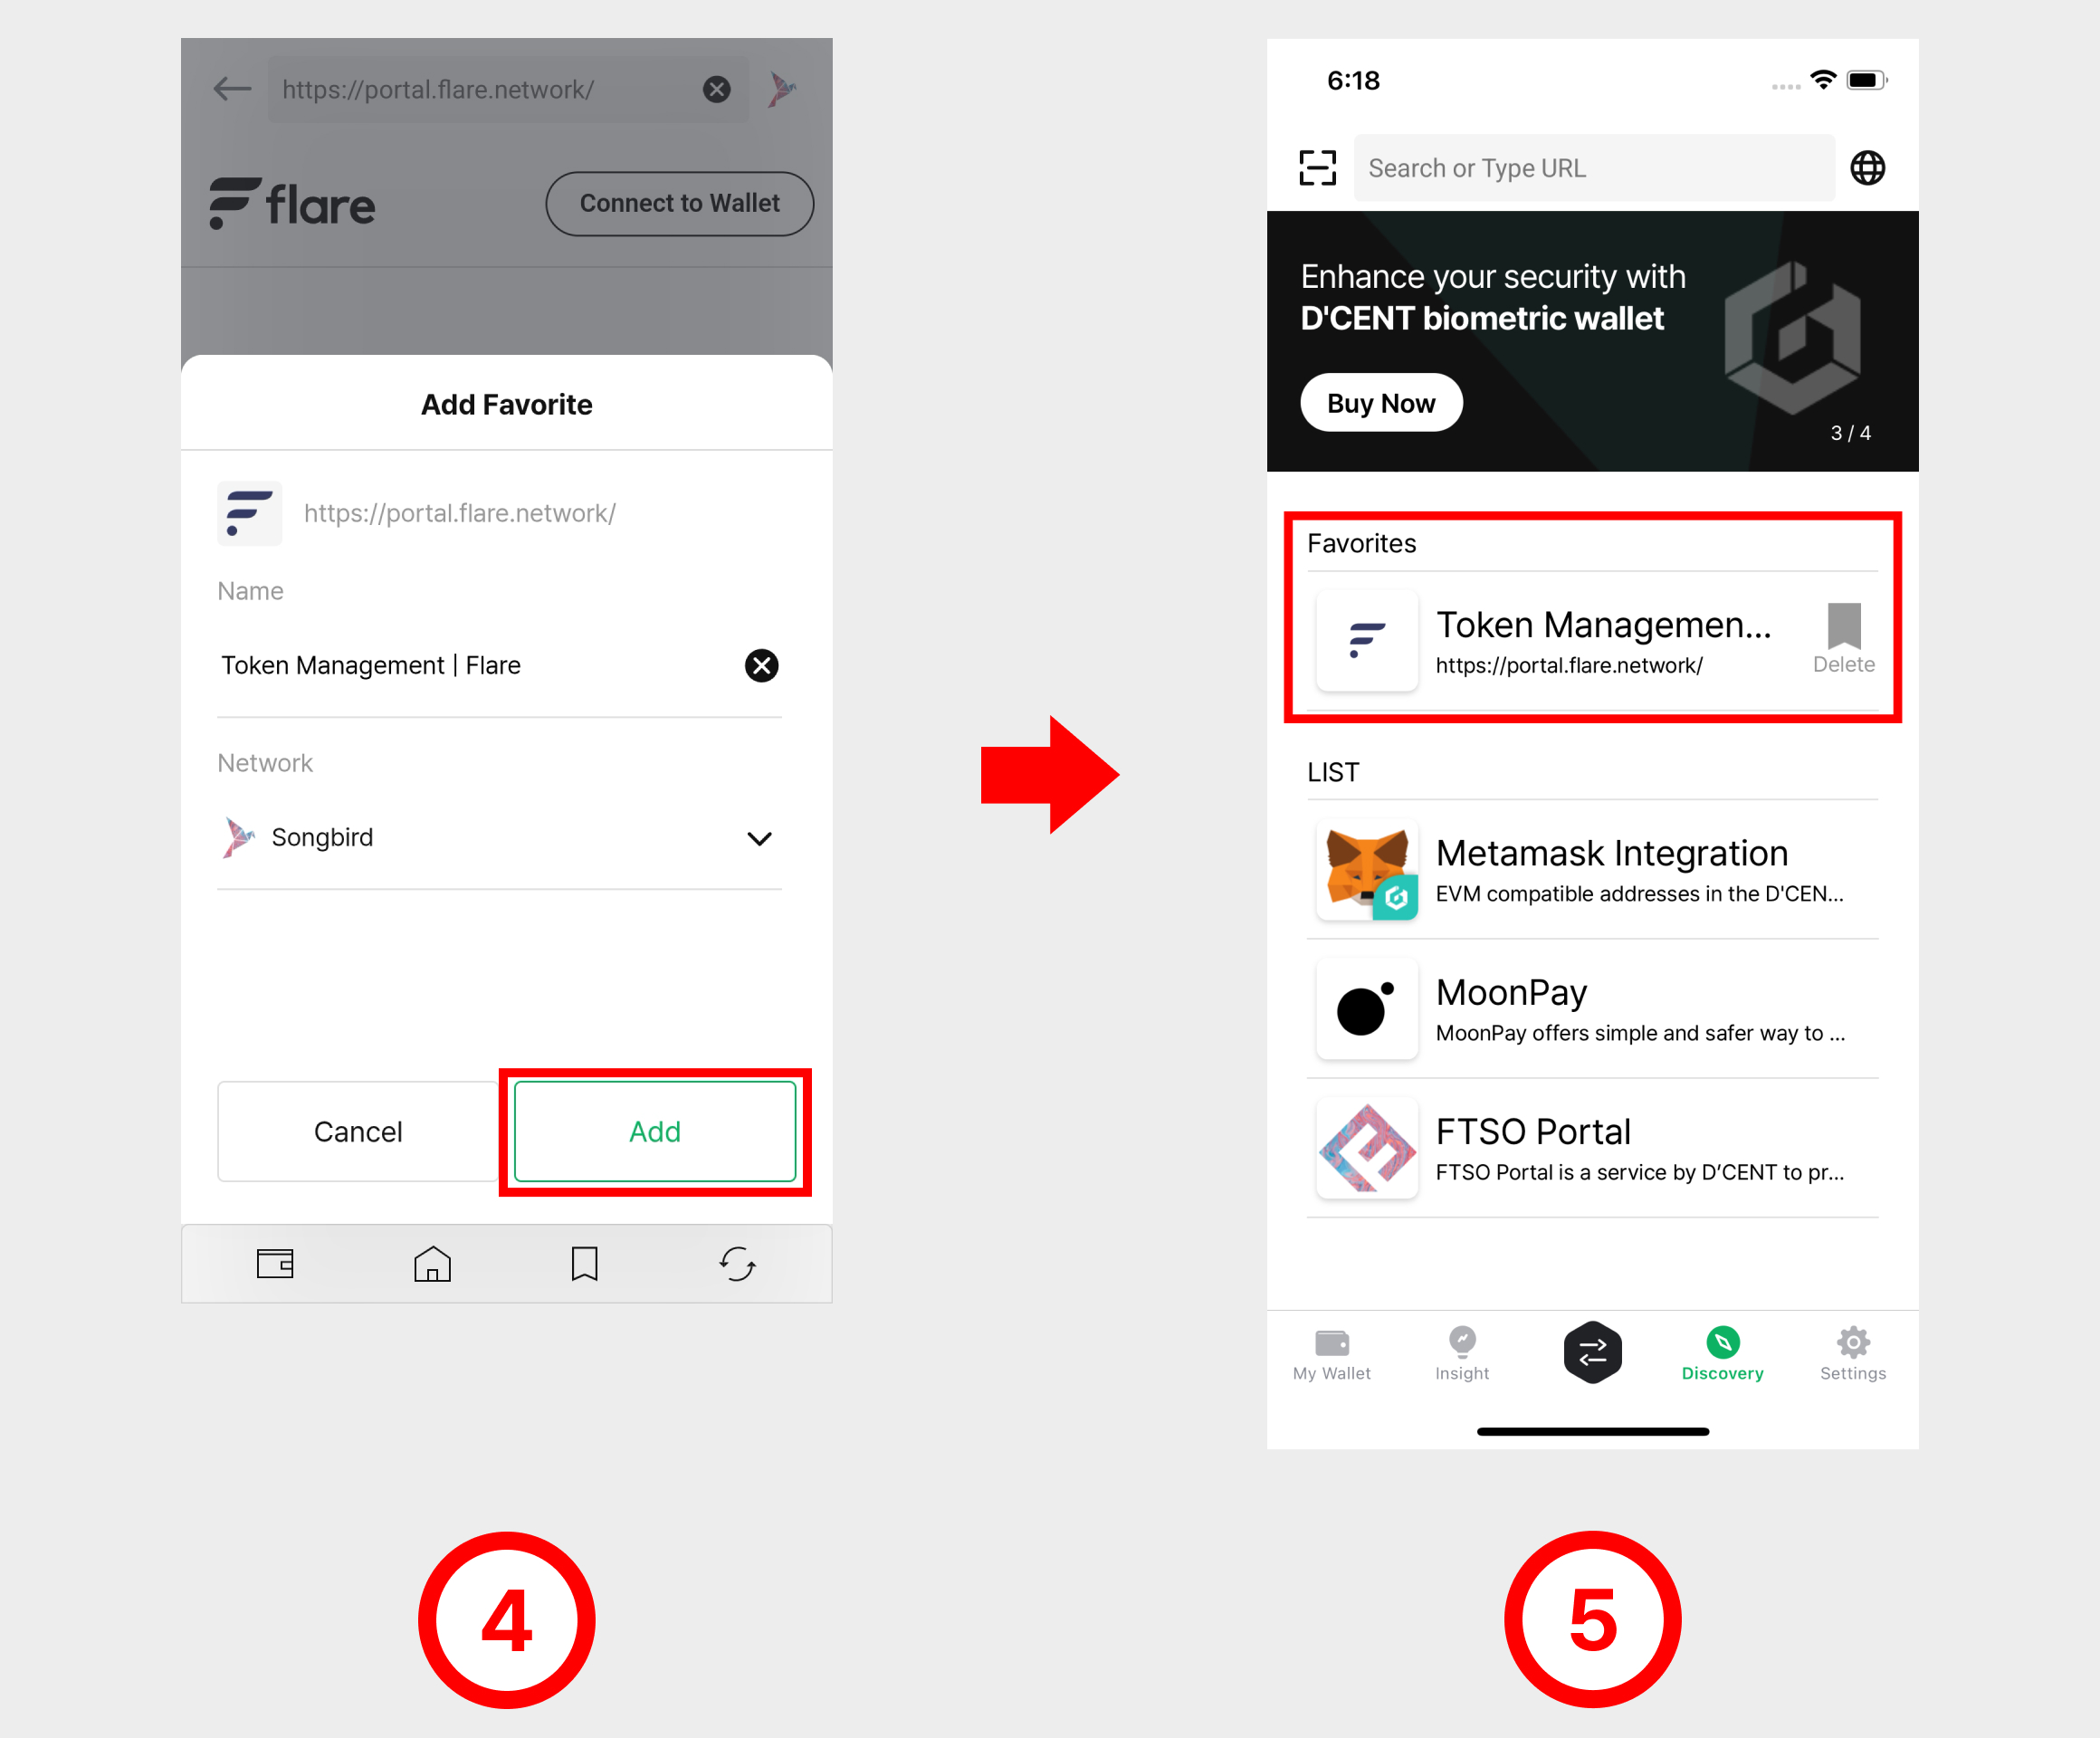 https://portal.flare.network/
flare
Connect to Wallet
Add Favorite
https://portal.flare.network/
Name
Token Management | Flare
Network
Songbird
Cancel
Add
4
6:18
Search or Type URL
Enhance your security with
D'CENT biometric wallet
Buy Now
3 / 4
Favorites
Token Managemen...
https://portal.flare.network/
Delete
LIST
Metamask Integration
EVM compatible addresses in the D'CEN...
MoonPay
MoonPay offers simple and safer way to ...
FTSO Portal
FTSO Portal is a service by D’CENT to pr...
My Wallet
Insight
Discovery
Settings
5